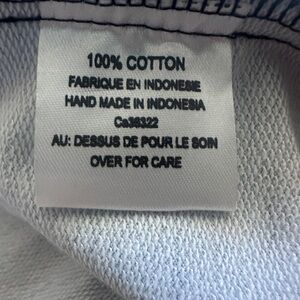 100% COTTON
FABRIQUE EN INDONESIE
HAND MADE IN INDONESIA
Ca36322
AU: DESSUS DE POUR LE SOIN
OVER FOR CARE